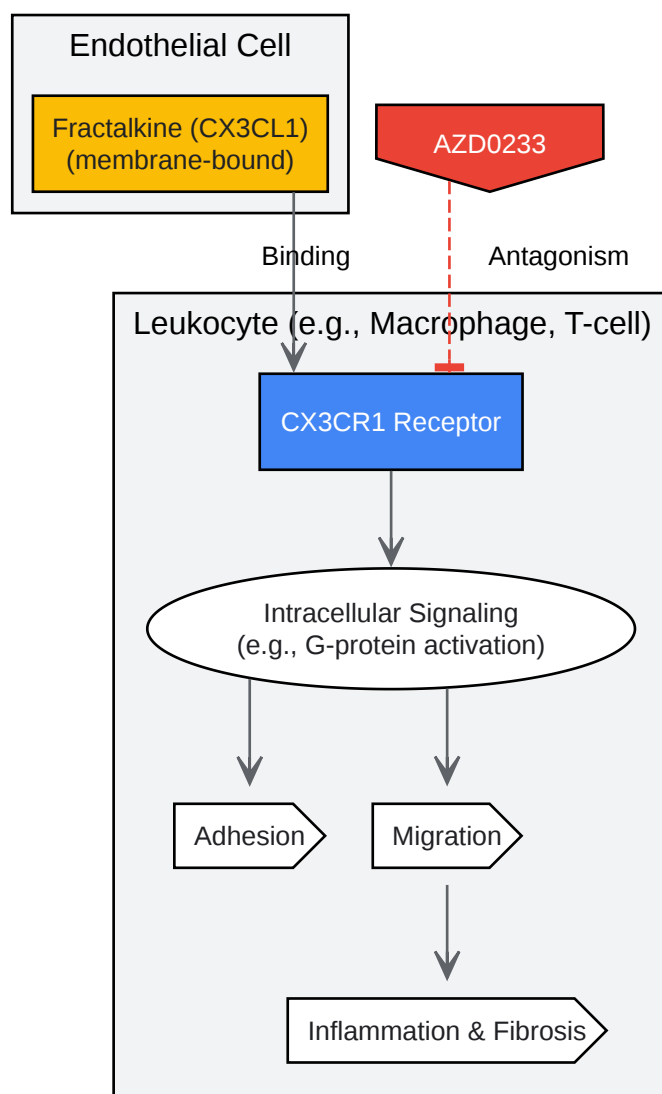 Endothelial Cell
Fractalkine (CX3CL1)
(membrane-bound)
AZD0233
Binding
Antagonism
Leukocyte (e.g., Macrophage, T-cell)
CX3CR1 Receptor
Intracellular Signaling
(e.g., G-protein activation)
Adhesion
Migration
Inflammation & Fibrosis